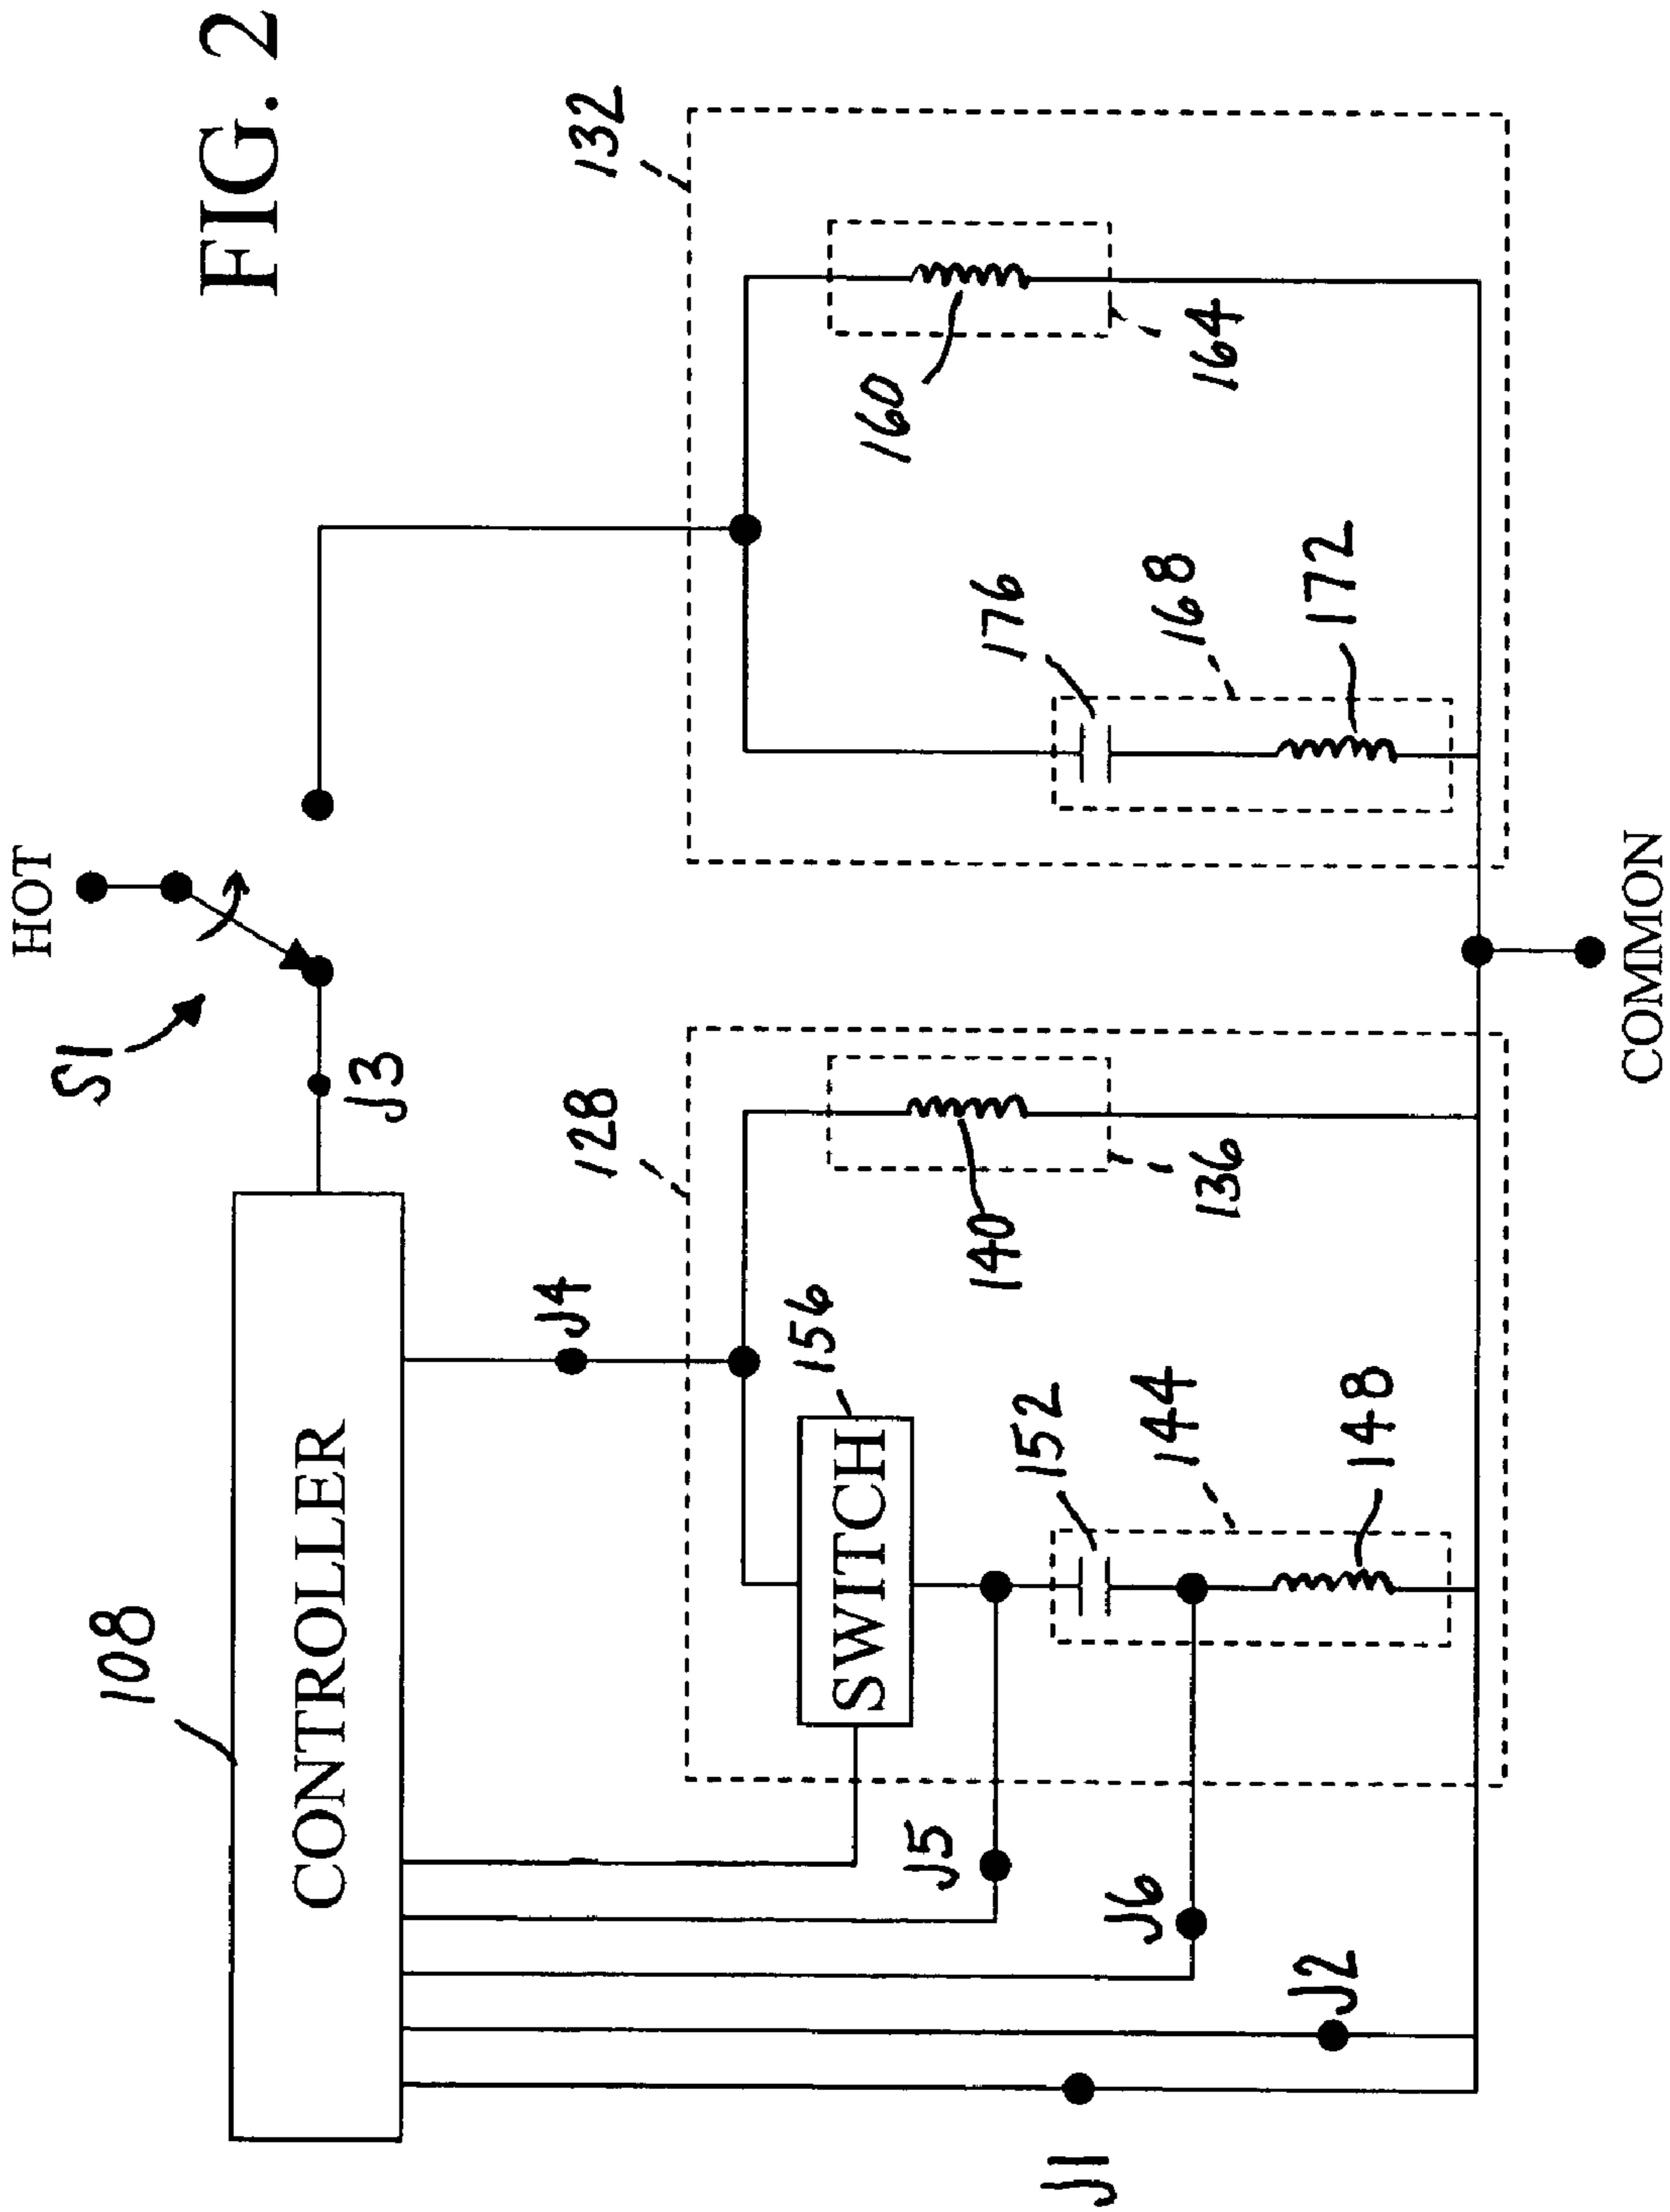 FIG. 2
HOT
S1
J3
108
CONTROLLER
J4
128
132
156
SWITCH
140
136
160
164
J5
152
144
148
176
168
172
J6
J2
J1
COMMON